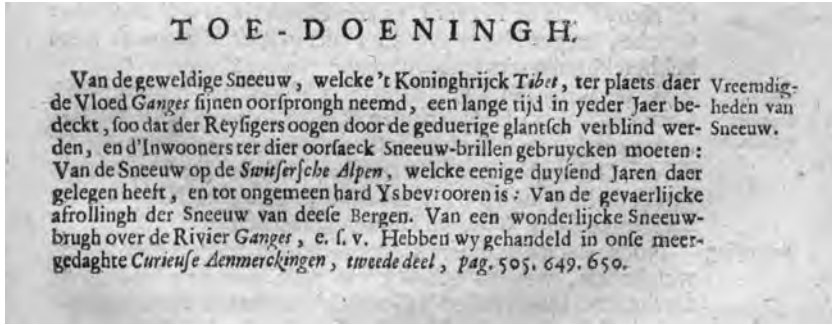 TOE-DOENINGH.
Van de geweldige Sneeuw, welcke 't Koninghrijck Tibet, ter plaets daer
de Vloed Ganges sijnen oorsprongh neemd, een lange tijd in yeder Jaer be-
deckt, soo dat der Reysigers oogen door de geduerige glantsch verblind wer-
den, en d'Inwooners ter dier oorsaeck Sneeuw-brillen gebruycken moeten:
Van de Sneeuw op de Switsersche Alpen, welcke eenige duysend Jaren daer
gelegen heeft, en tot ongemeen hard Ys bevrooren is: Van de gevaerlijcke
afrollingh der Sneeuw van deese Bergen. Van een wonderlijcke Sneeuw-
brugh over de Rivier Ganges, e. s. v. Hebben wy gehandeld in onse meer-
gedaghte Curieuse Aenmerckingen, tweede deel, pag. 505. 649. 650.
Vreemdig-
heden van
Sneeuw.